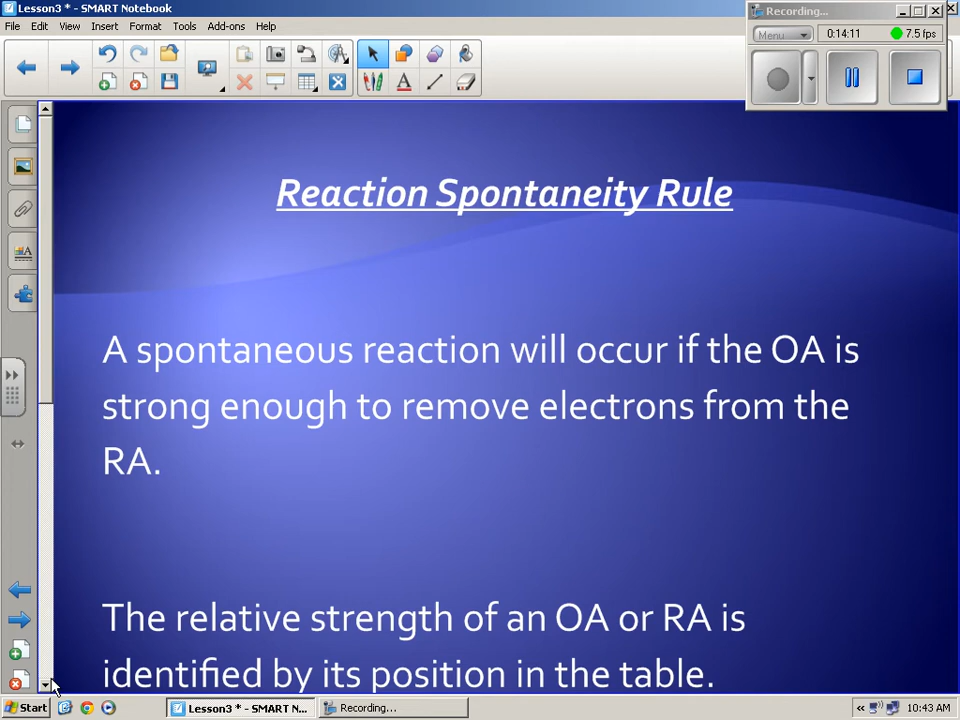 Lesson3 * - SMART Notebook
File Edit View Insert Format Tools Add-ons Help
Recording...
Menu 0:14:11 7.5 fps
Reaction Spontaneity Rule
A spontaneous reaction will occur if the OA is
strong enough to remove electrons from the
RA.
The relative strength of an OA or RA is
identified by its position in the table.
Start Lesson3 * - SMART N... Recording... 10:43 AM